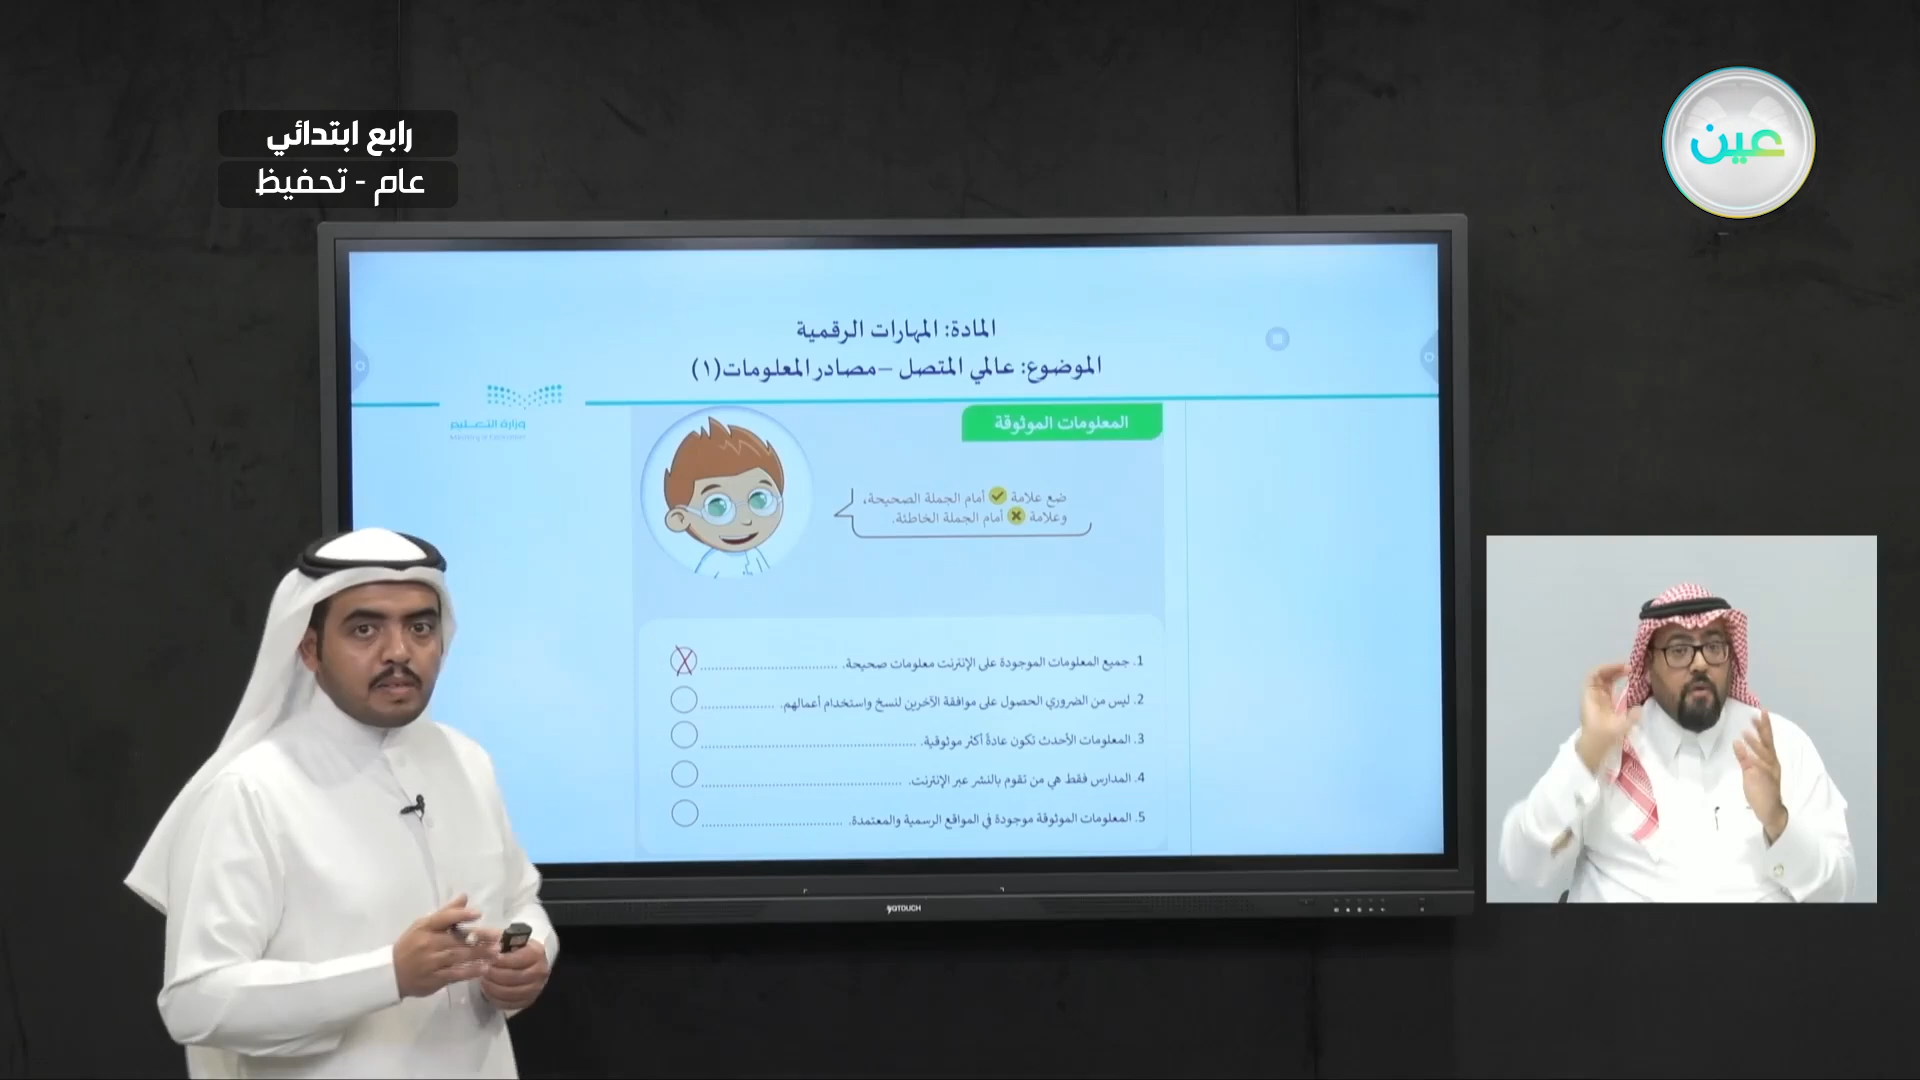 رابع ابتدائي
عام - تحفيظ
عين
المادة: المهارات الرقمية
الموضوع: عالمي المتصل –مصادر المعلومات(١)
وزارة التعليم
Ministry of Education
المعلومات الموثوقة
ضع علامة ✓ أمام الجملة الصحيحة،
وعلامة ✗ أمام الجملة الخاطئة.
1. جميع المعلومات الموجودة على الإنترنت معلومات صحيحة. X
2. ليس من الضروري الحصول على موافقة الآخرين لنسخ واستخدام أعمالهم.
3. المعلومات الأحدث تكون عادةً أكثر موثوقية.
4. المدارس فقط هي من تقوم بالنشر عبر الإنترنت.
5. المعلومات الموثوقة موجودة في المواقع الرسمية والمعتمدة.